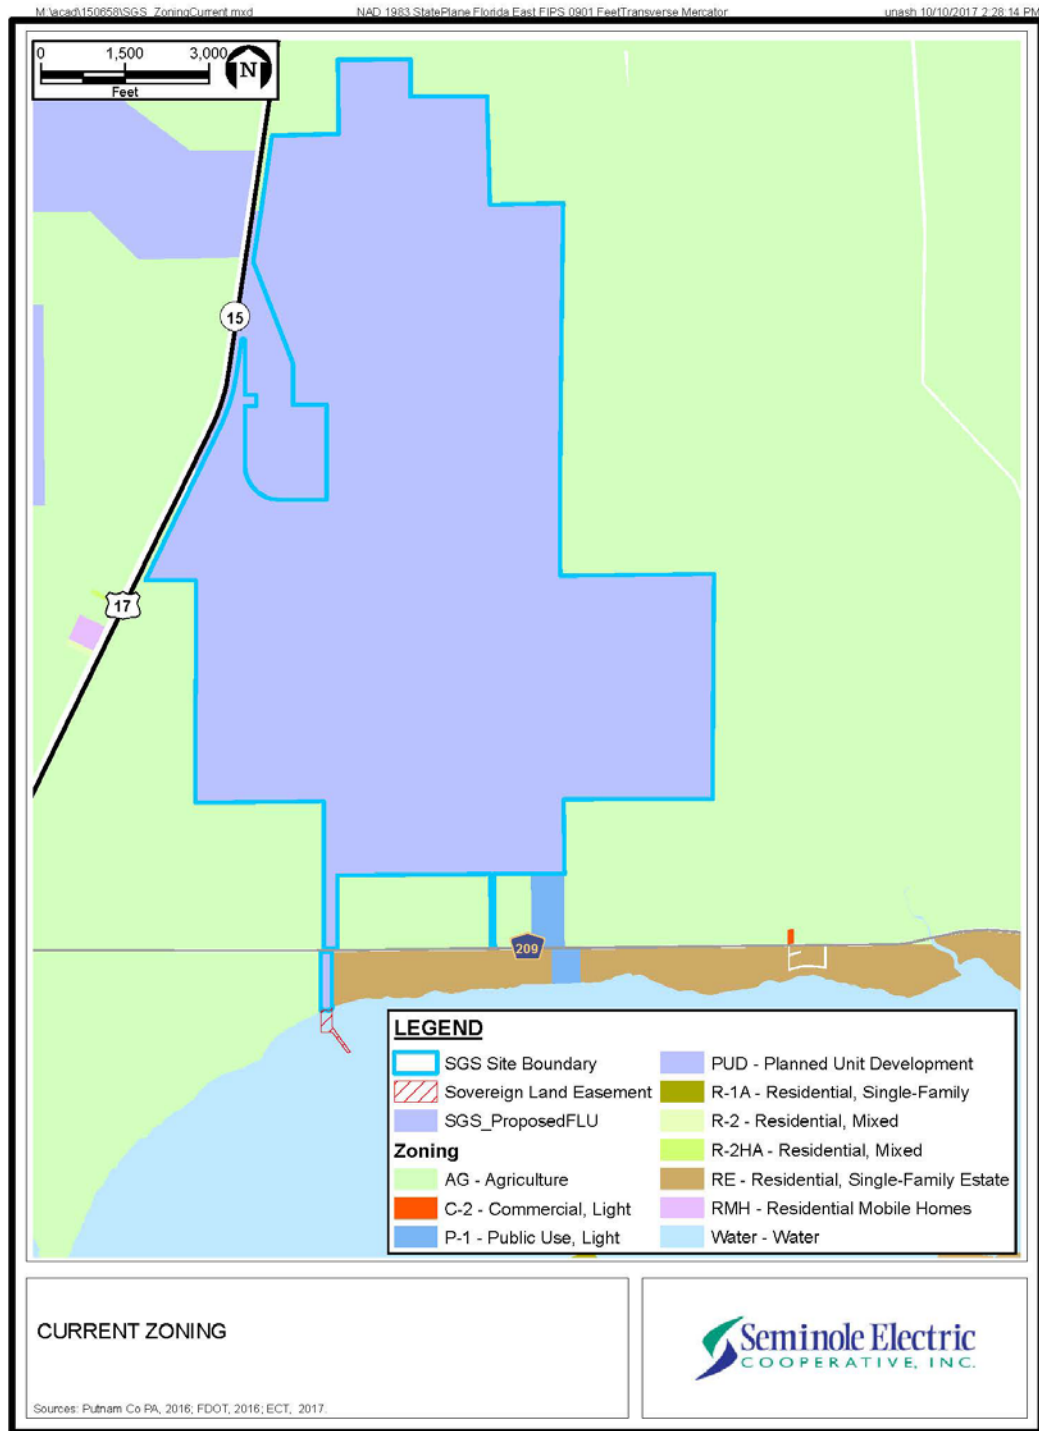 M:\acad\150658\SGS_ZoningCurrent.mxd NAD 1983 StatePlane Florida East FIPS 0901 FeetTransverse Mercator unash 10/10/2017 2:28:14 PM
0 1,500 3,000
Feet
N
15
17
209
LEGEND
SGS Site Boundary
Sovereign Land Easement
SGS_ProposedFLU
Zoning
AG - Agriculture
C-2 - Commercial, Light
P-1 - Public Use, Light
PUD - Planned Unit Development
R-1A - Residential, Single-Family
R-2 - Residential, Mixed
R-2HA - Residential, Mixed
RE - Residential, Single-Family Estate
RMH - Residential Mobile Homes
Water - Water
CURRENT ZONING
Sources: Putnam Co PA, 2016; FDOT, 2016; ECT, 2017.
Seminole Electric
COOPERATIVE, INC.